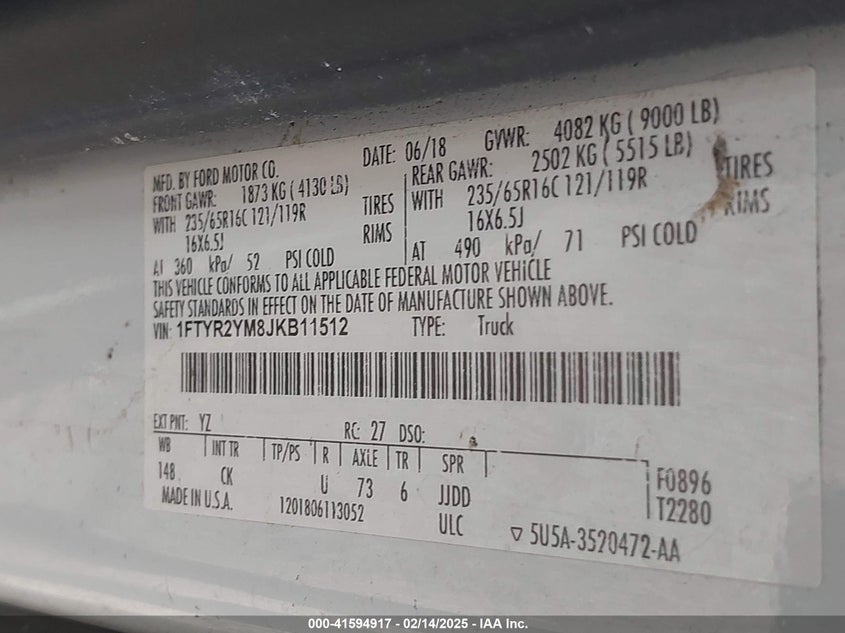 MFD. BY FORD MOTOR CO.
DATE: 06/18 GVWR: 4082 KG ( 9000 LB)
FRONT GAWR: 1873 KG ( 4130 LB)
WITH 235/65R16C 121/119R TIRES
16X6.5J RIMS
AT 360 kPa/ 52 PSI COLD
REAR GAWR: 2502 KG ( 5515 LB)
WITH 235/65R16C 121/119R TIRES
16X6.5J RIMS
AT 490 kPa/ 71 PSI COLD
THIS VEHICLE CONFORMS TO ALL APPLICABLE FEDERAL MOTOR VEHICLE
SAFETY STANDARDS IN EFFECT ON THE DATE OF MANUFACTURE SHOWN ABOVE.
VIN: 1FTYR2YM8JKB11512 TYPE: Truck
EXT PNT: YZ RC: 27 DSO:
WB INT TR TP/PS R AXLE TR SPR
148 CK U 73 6 JJDD
F0896
T2280
MADE IN U.S.A. 1201806113052 ULC
5U5A-3520472-AA
000-41594917 - 02/14/2025 - IAA Inc.